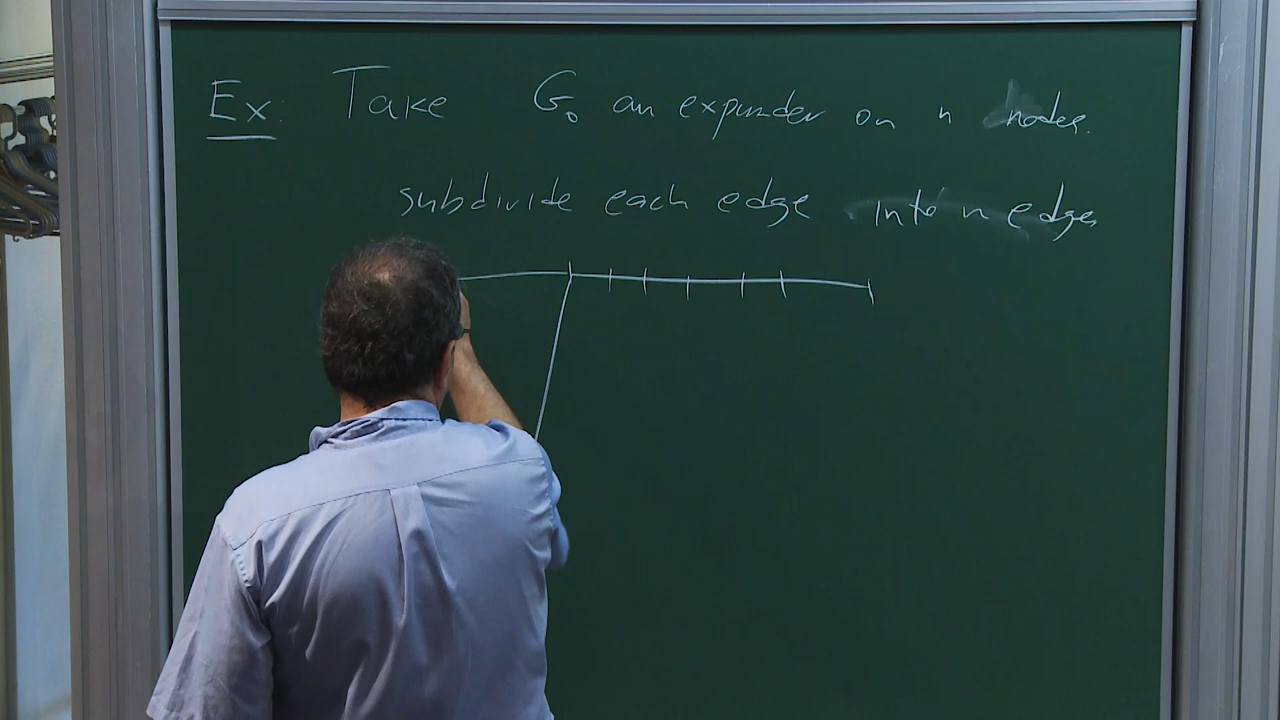 Ex: Take G₀ an expander on n nodes.
subdivide each edge into n edges